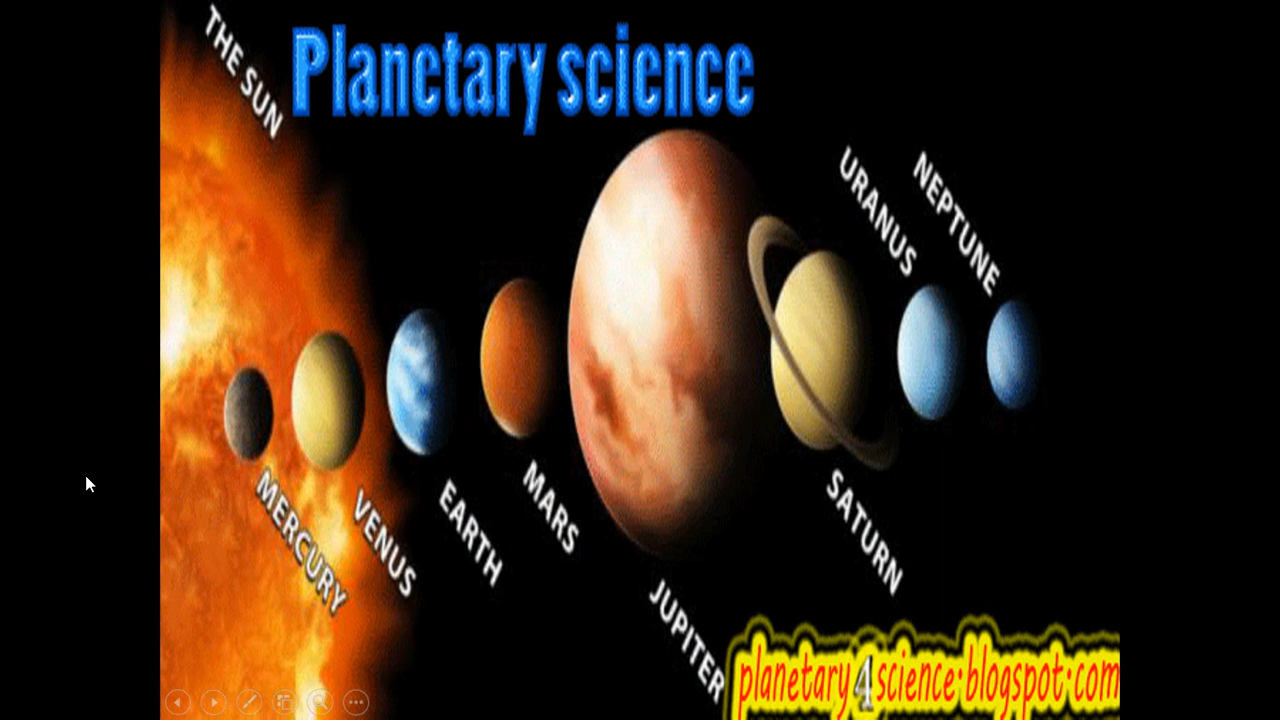 Planetary science
THE SUN
MERCURY
VENUS
EARTH
MARS
JUPITER
SATURN
URANUS
NEPTUNE
planetary4science.blogspot.com